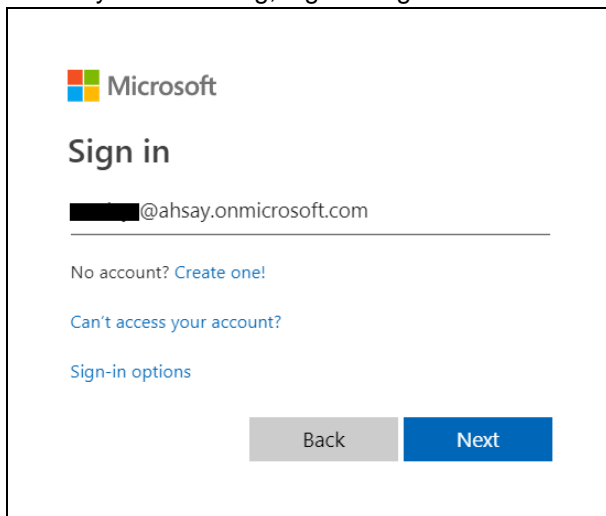 Microsoft
Sign in
@ahsay.onmicrosoft.com
No account? Create one!
Can't access your account?
Sign-in options
Back
Next